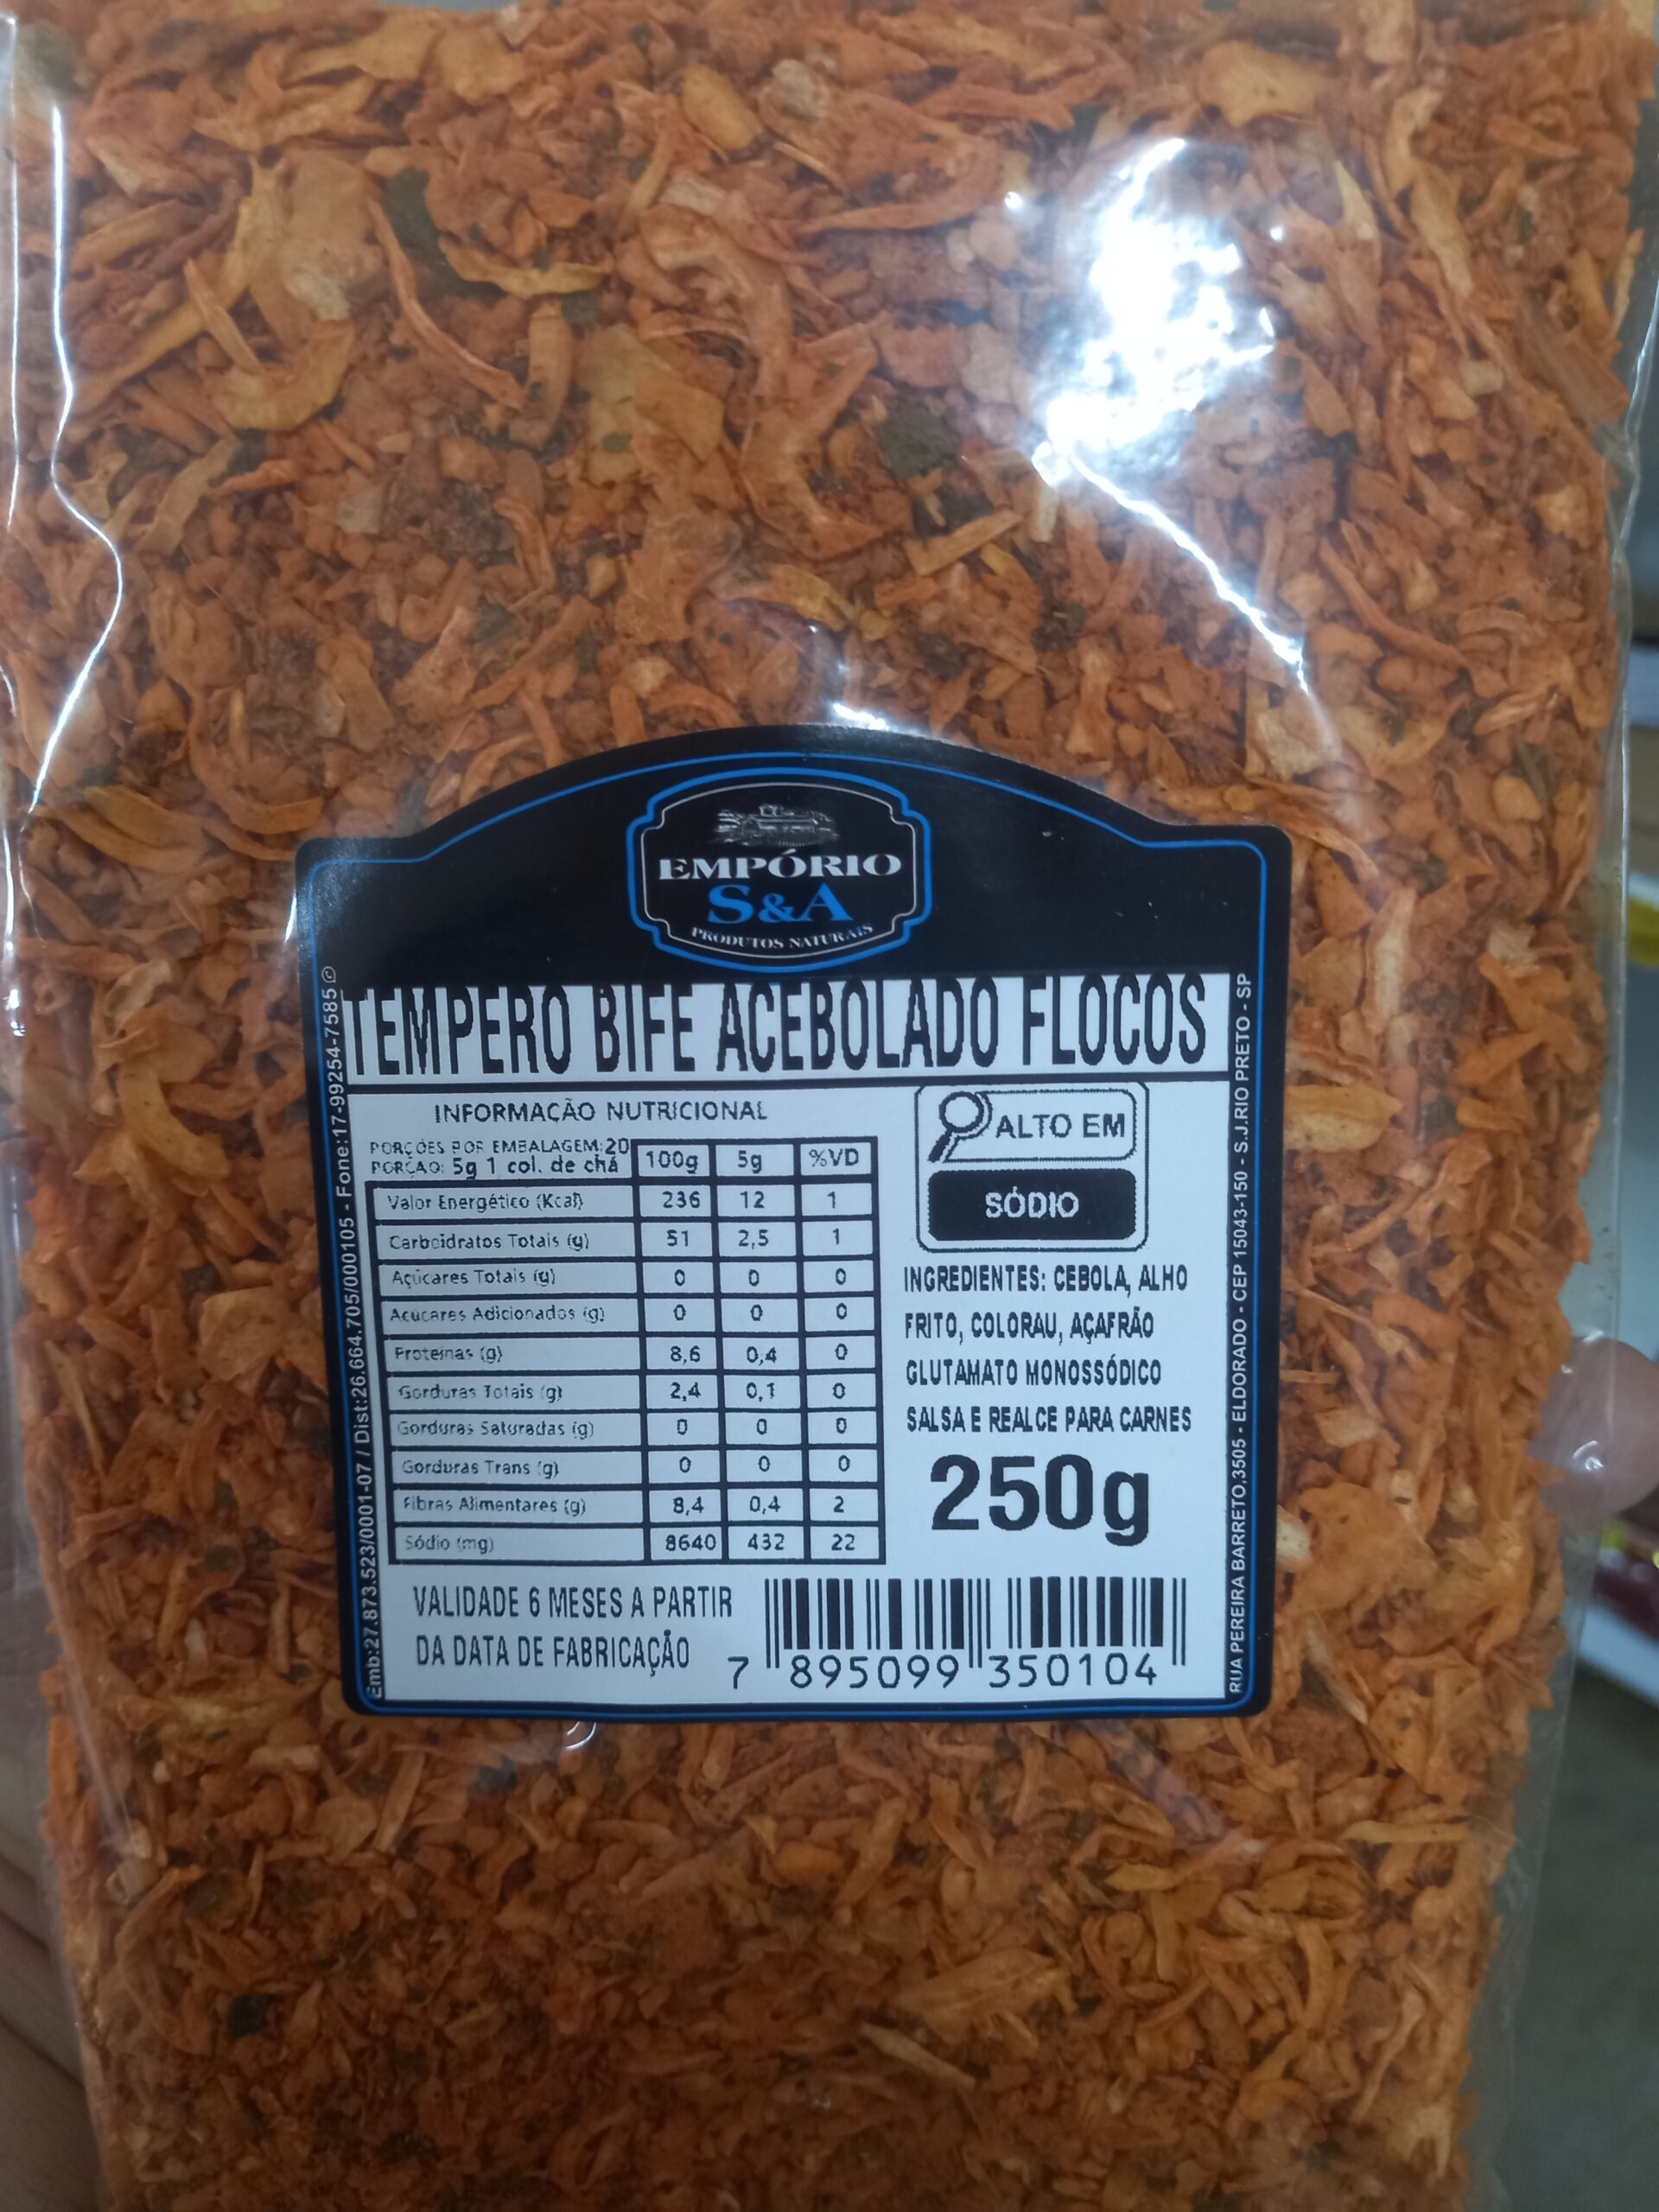 EMPÓRIO
S&A
PRODUTOS NATURAIS
TEMPERO BIFE ACEBOLADO FLOCOS
INFORMAÇÃO NUTRICIONAL
PORÇÕES POR EMBALAGEM:20
PORÇÃO: 5g 1 col. de chá 100g 5g %VD
Valor Energético (Kcal) 236 12 1
Carboidratos Totais (g) 51 2,5 1
Açúcares Totais (g) 0 0 0
Acucares Adicionados (g) 0 0 0
Proteínas (g) 8,6 0,4 0
Gorduras Totais (g) 2,4 0,1 0
Gorduras Saturadas (g) 0 0 0
Gorduras Trans (g) 0 0 0
Fibras Alimentares (g) 8,4 0,4 2
Sódio (mg) 8640 432 22
ALTO EM
SÓDIO
INGREDIENTES: CEBOLA, ALHO
FRITO, COLORAU, AÇAFRÃO
GLUTAMATO MONOSSÓDICO
SALSA E REALCE PARA CARNES
250g
VALIDADE 6 MESES A PARTIR
DA DATA DE FABRICAÇÃO
7 895099 350104
Emb:27.873.523/0001-07 / Dist:26.664.705/000105 - Fone:17-99254-7585©
RUA PEREIRA BARRETO,3505 - ELDORADO - CEP 15043-150 - S.J.RIO PRETO - SP